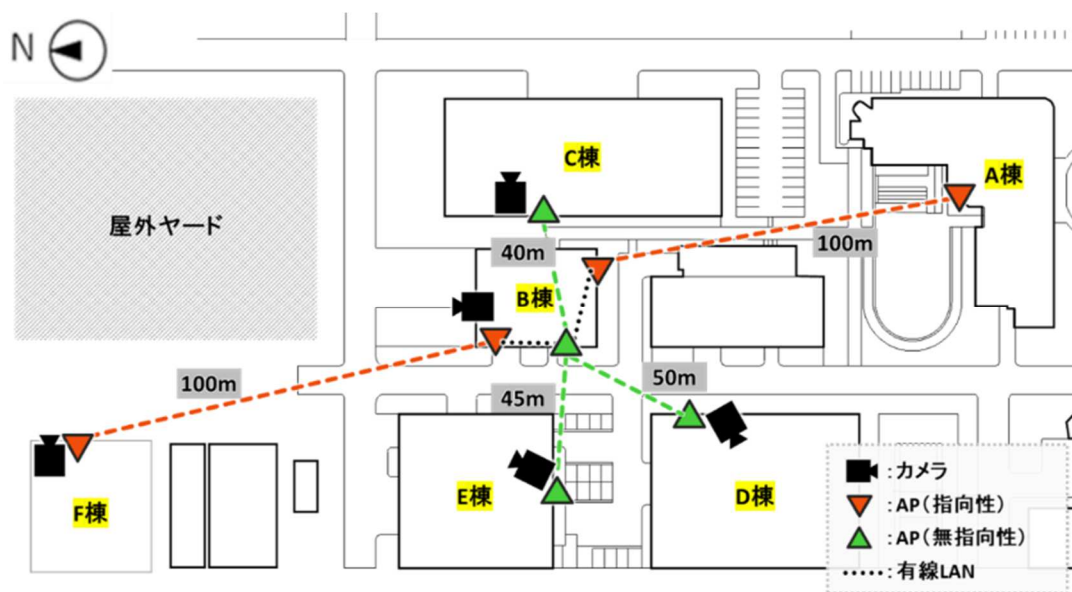 N
C棟
A棟
屋外ヤード
40m
100m
B棟
100m
50m
45m
E棟
D棟
F棟
:カメラ
:AP(指向性)
:AP(無指向性)
:有線LAN